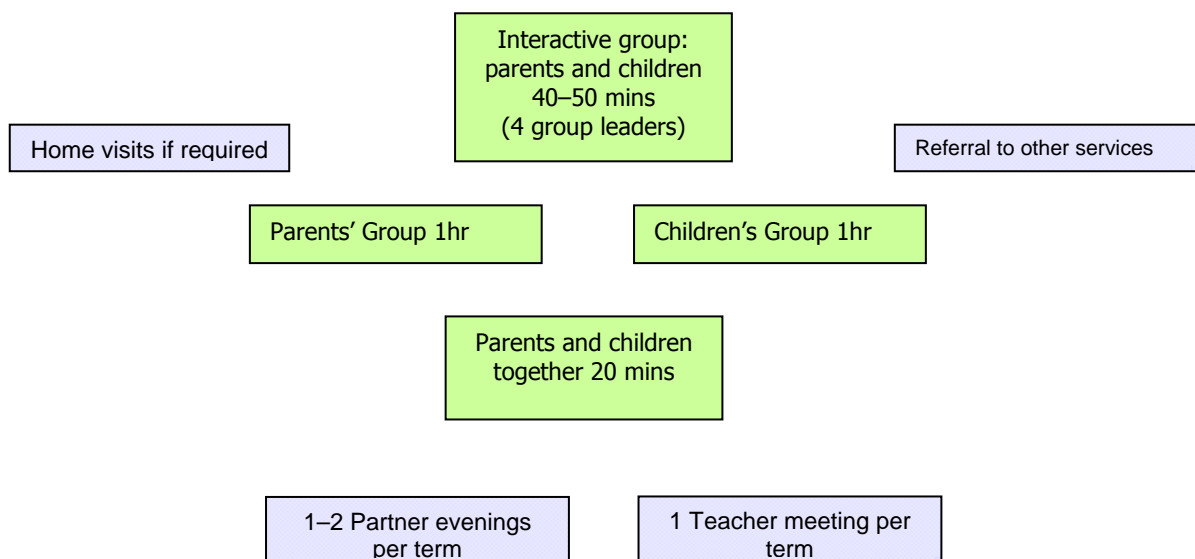 Interactive group:
parents and children
40–50 mins
(4 group leaders)
Home visits if required
Referral to other services
Parents’ Group 1hr
Children’s Group 1hr
Parents and children
together 20 mins
1–2 Partner evenings
per term
1 Teacher meeting per
term